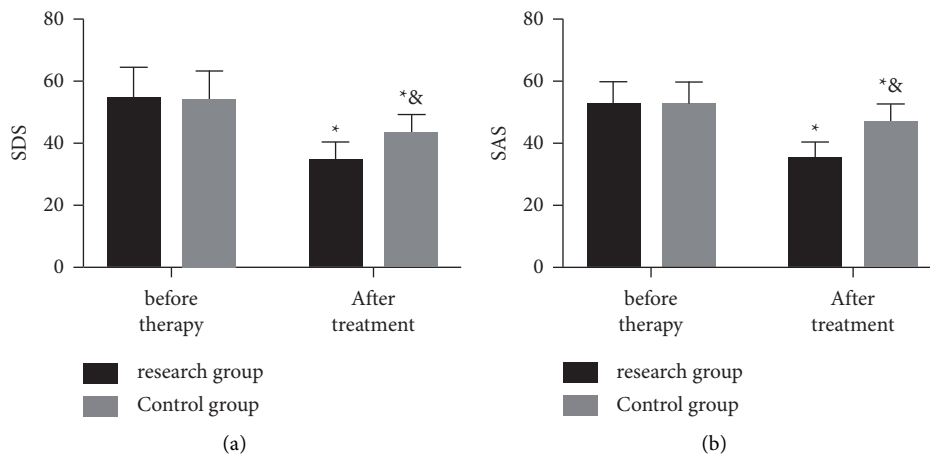 80
60
40
20
0
SDS
*
*&
before
therapy
After
treatment
research group
Control group
(a)
80
60
40
20
0
SAS
*
*&
before
therapy
After
treatment
research group
Control group
(b)